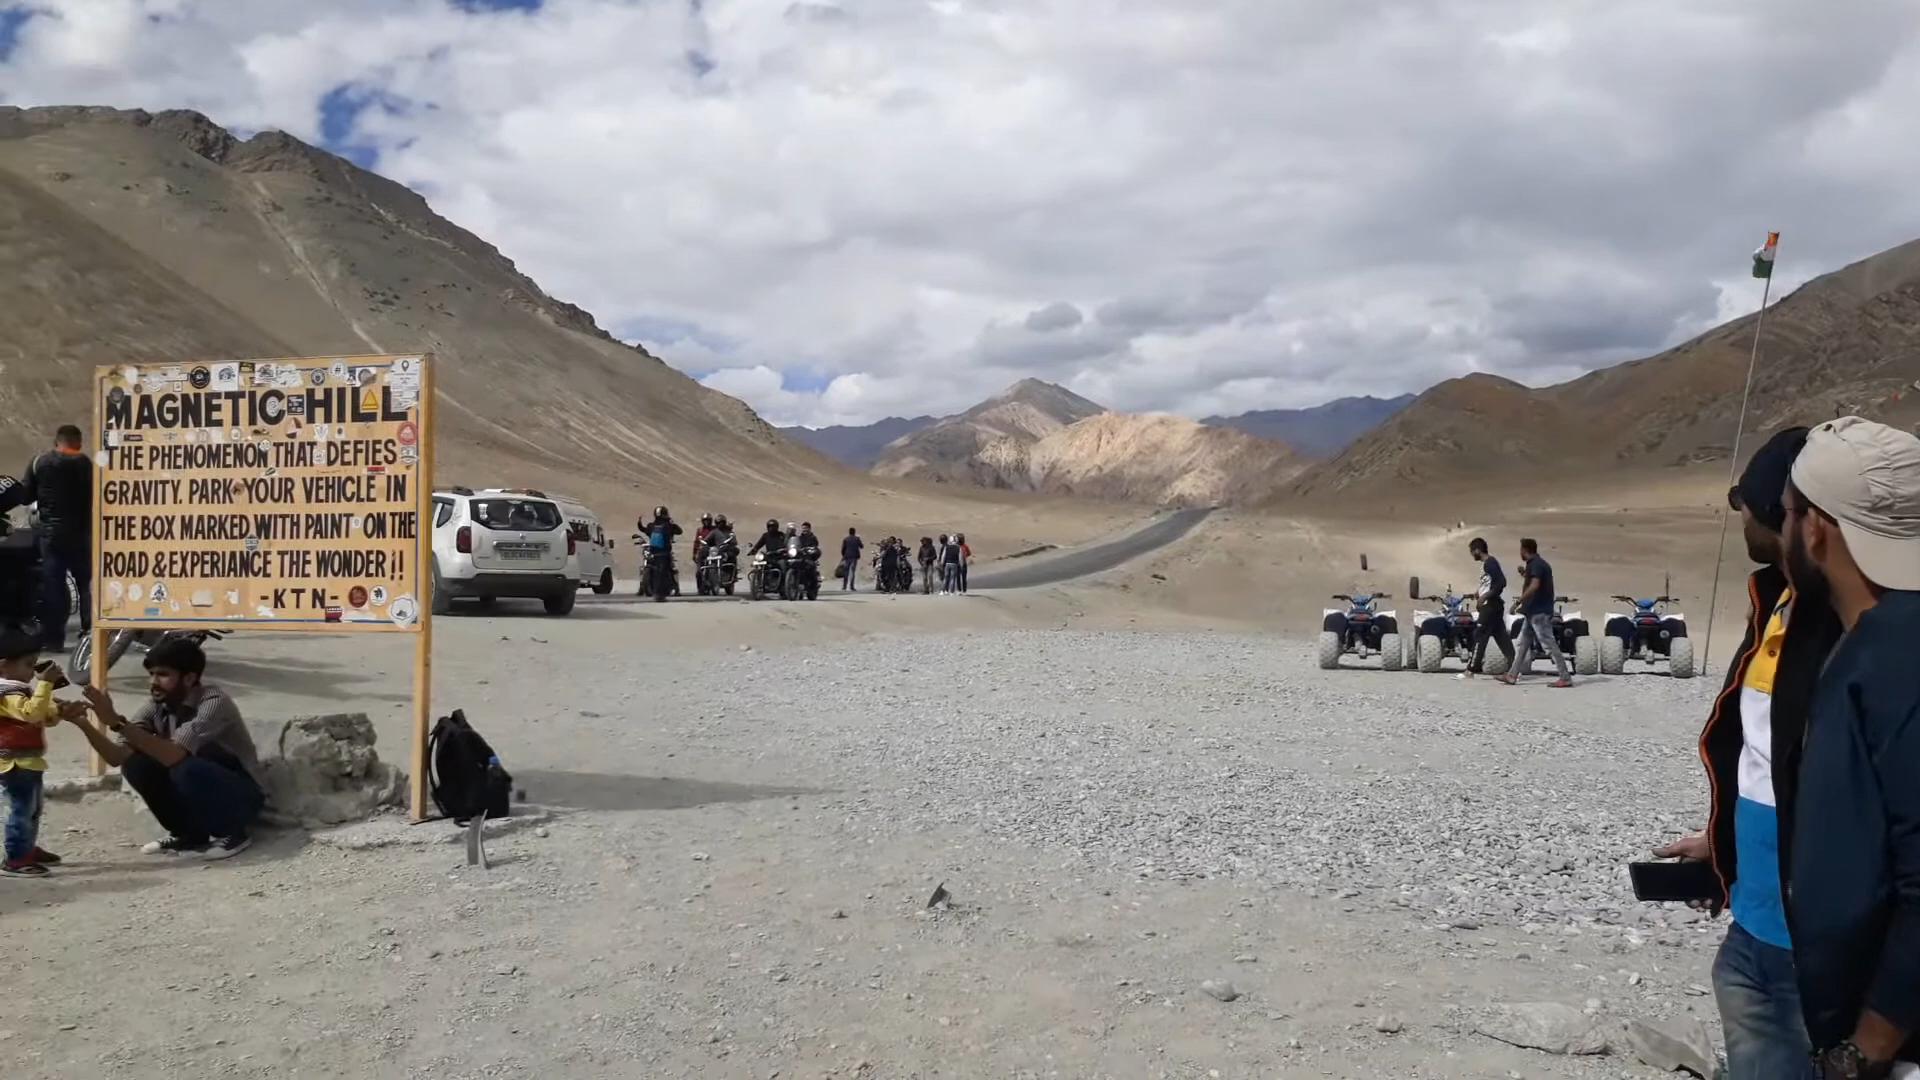 MAGNETIC HILL
THE PHENOMENON THAT DEFIES
GRAVITY. PARK YOUR VEHICLE IN
THE BOX MARKED WITH PAINT ON THE
ROAD & EXPERIANCE THE WONDER !!
-KTN-